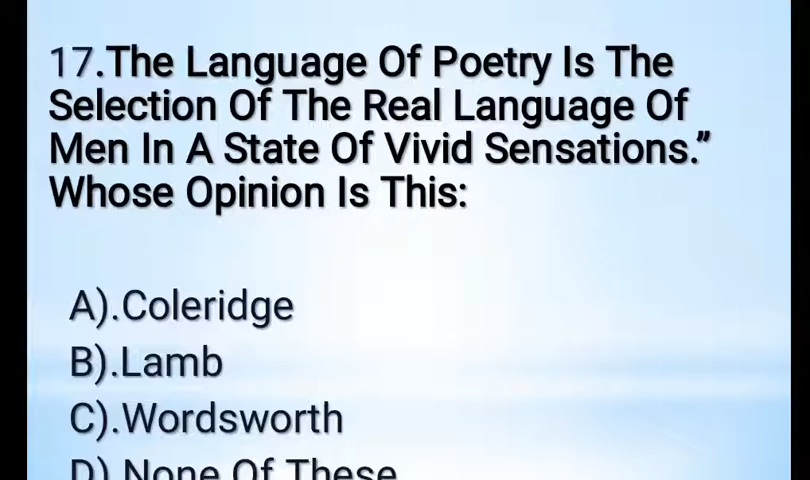 17.The Language Of Poetry Is The
Selection Of The Real Language Of
Men In A State Of Vivid Sensations.”
Whose Opinion Is This:
A).Coleridge
B).Lamb
C).Wordsworth
D).None Of These